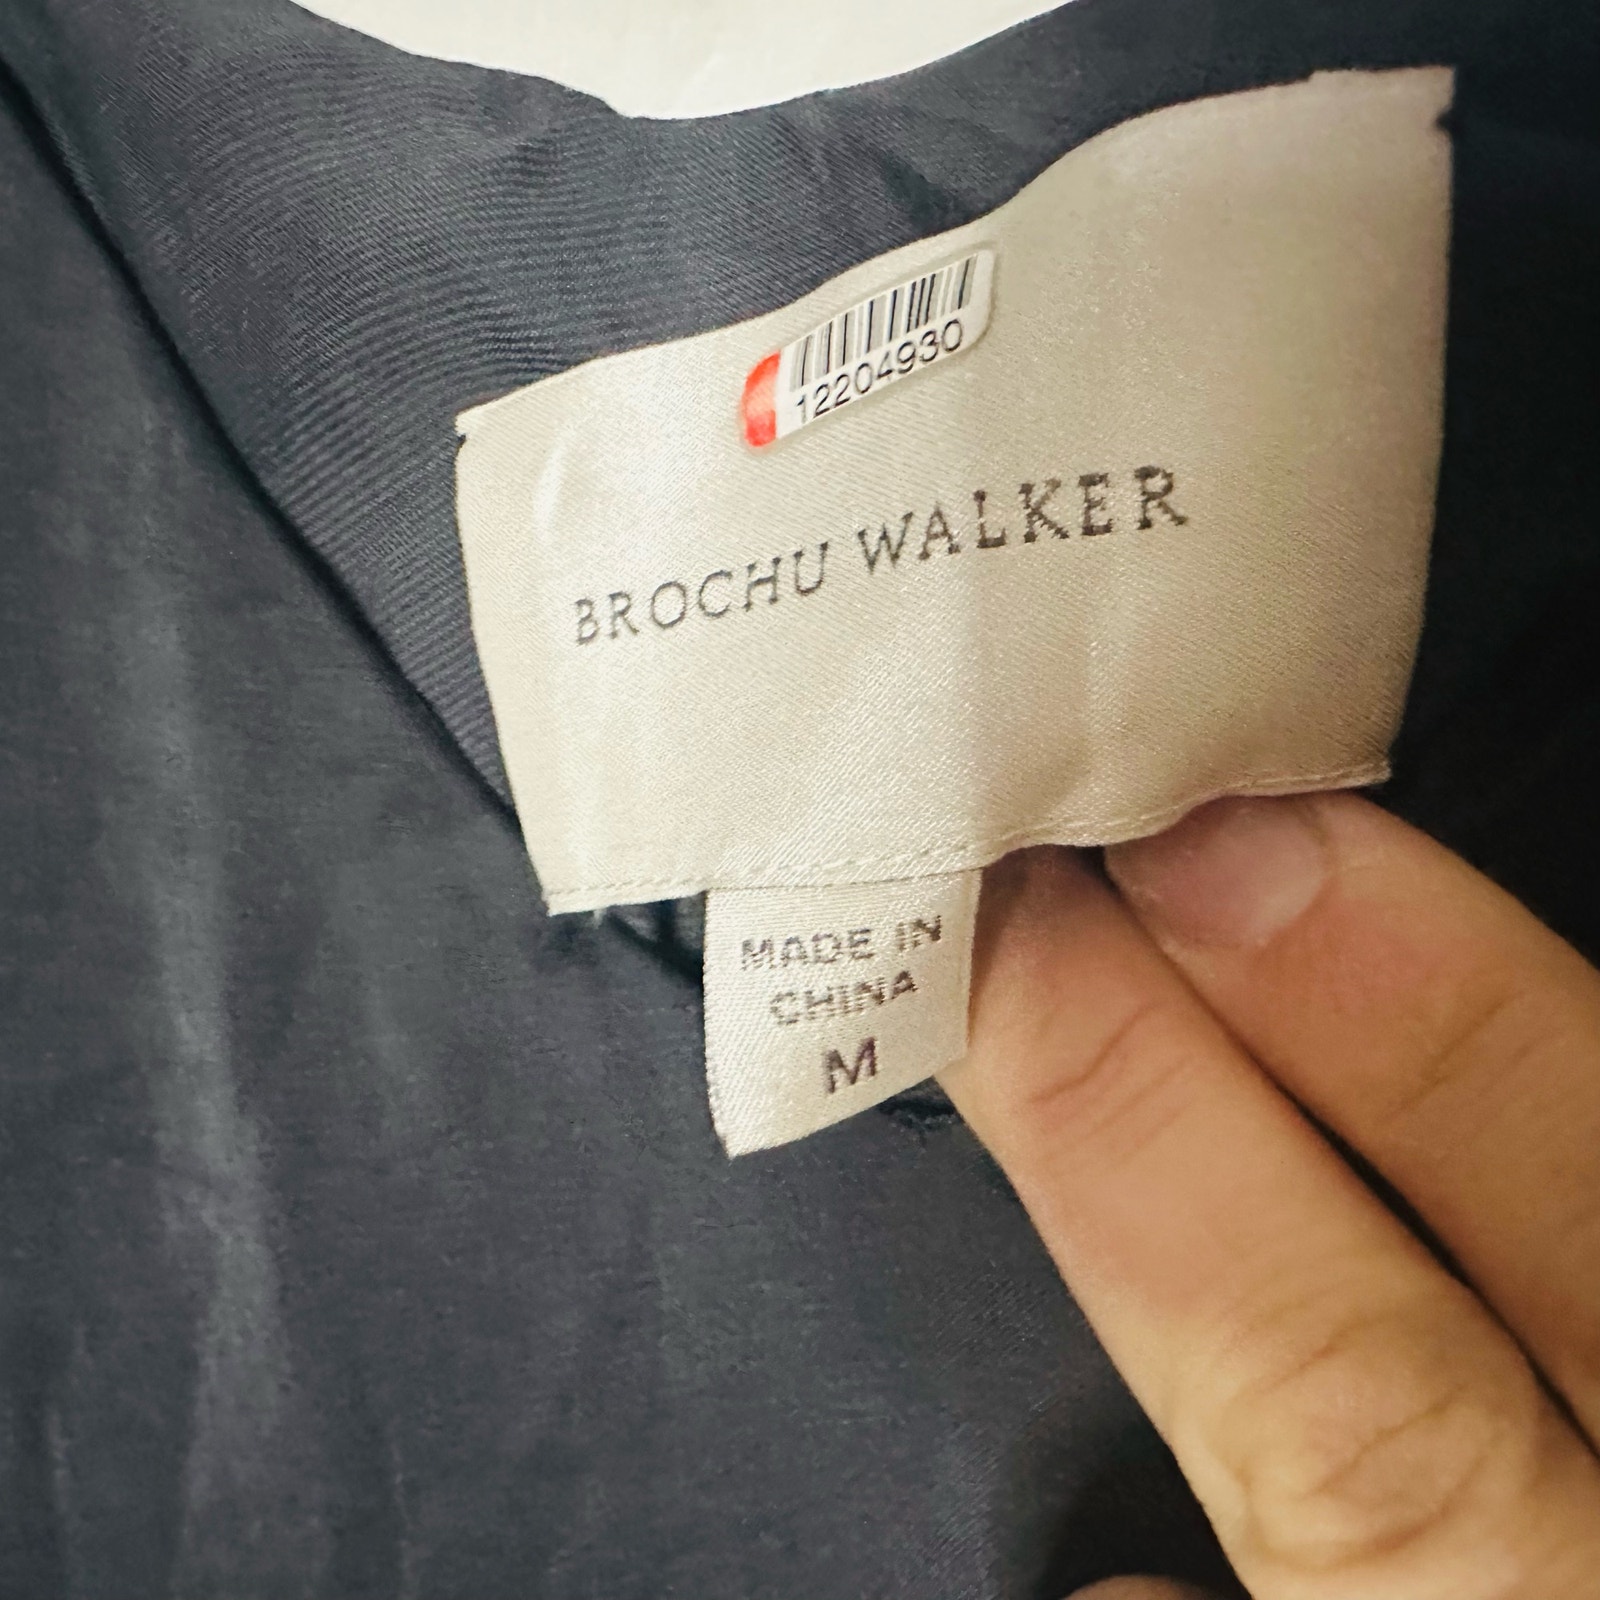 12204930
BROCHU WALKER
MADE IN
CHINA
M